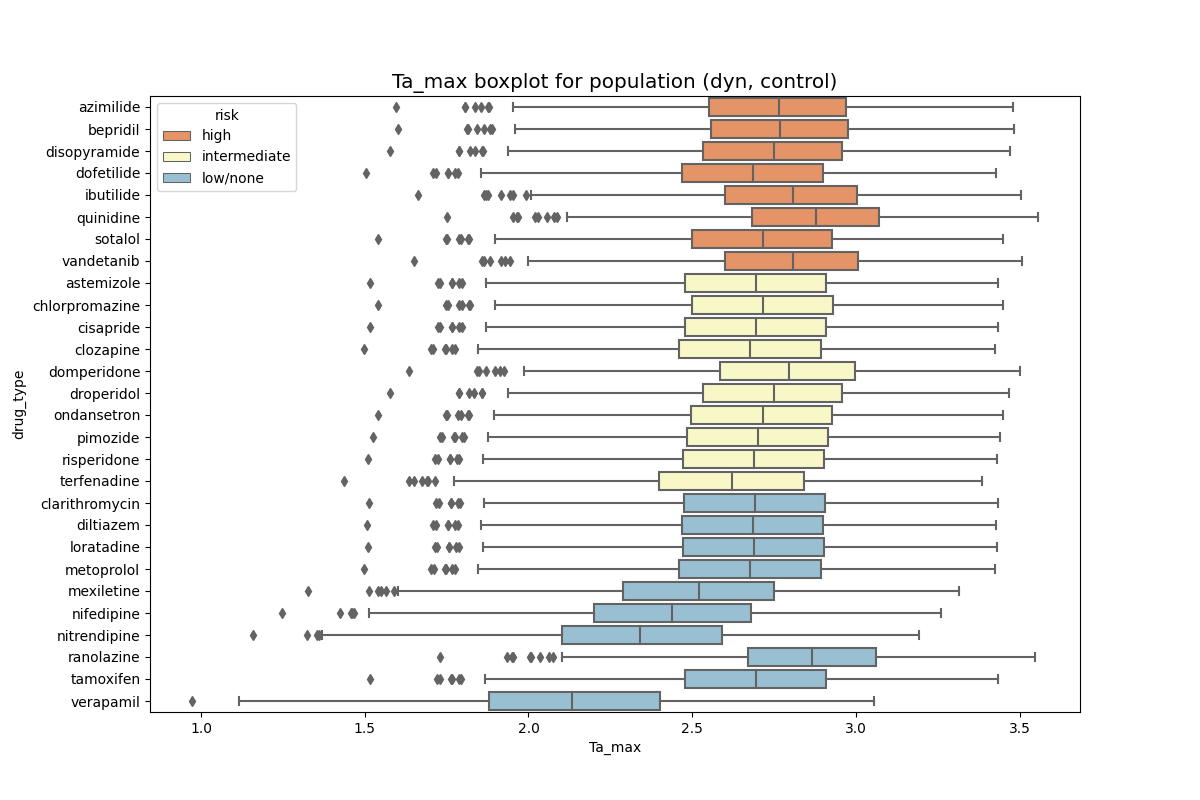 Ta_max boxplot for population (dyn, control)
risk
high
intermediate
low/none
drug_type
azimilide
bepridil
disopyramide
dofetilide
ibutilide
quinidine
sotalol
vandetanib
astemizole
chlorpromazine
cisapride
clozapine
domperidone
droperidol
ondansetron
pimozide
risperidone
terfenadine
clarithromycin
diltiazem
loratadine
metoprolol
mexiletine
nifedipine
nitrendipine
ranolazine
tamoxifen
verapamil
1.0 1.5 2.0 2.5 3.0 3.5
Ta_max